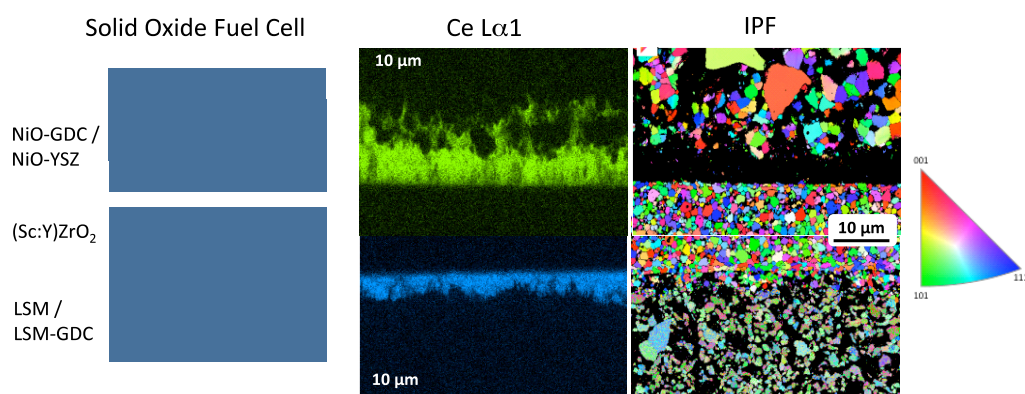 Solid Oxide Fuel Cell
Ce Lα1
IPF
10 µm
NiO-GDC /
NiO-YSZ
(Sc:Y)ZrO₂
10 µm
LSM /
LSM-GDC
10 µm
001
101